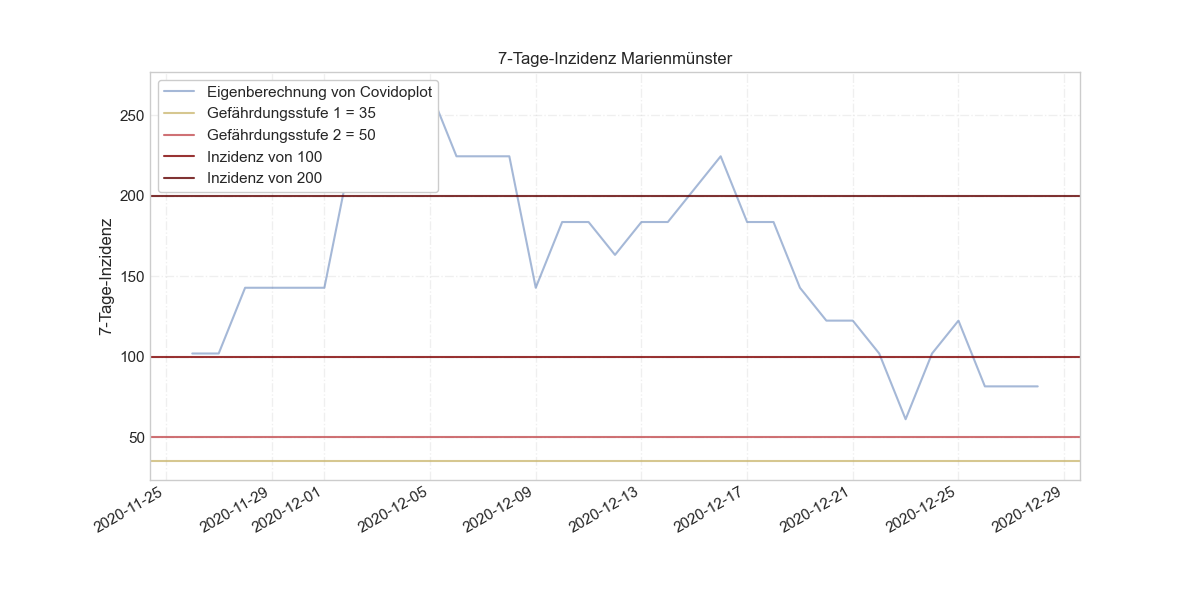 7-Tage-Inzidenz Marienmünster
Eigenberechnung von Covidoplot
Gefährdungsstufe 1 = 35
Gefährdungsstufe 2 = 50
Inzidenz von 100
Inzidenz von 200
7-Tage-Inzidenz
250
200
150
100
50
2020-11-25
2020-11-29
2020-12-01
2020-12-05
2020-12-09
2020-12-13
2020-12-17
2020-12-21
2020-12-25
2020-12-29